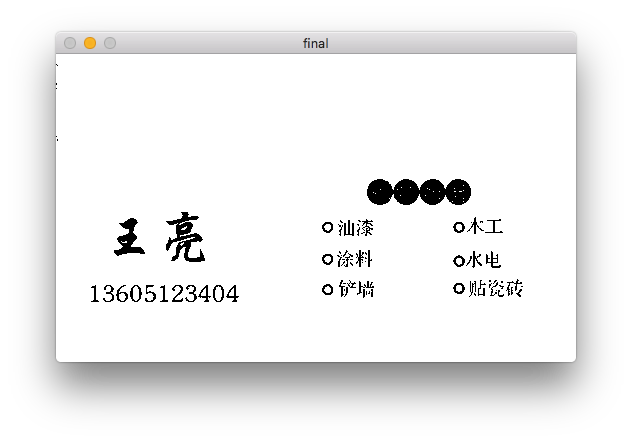 final
王亮
13605123404
油漆 木工
涂料 水电
铲墙 贴瓷砖